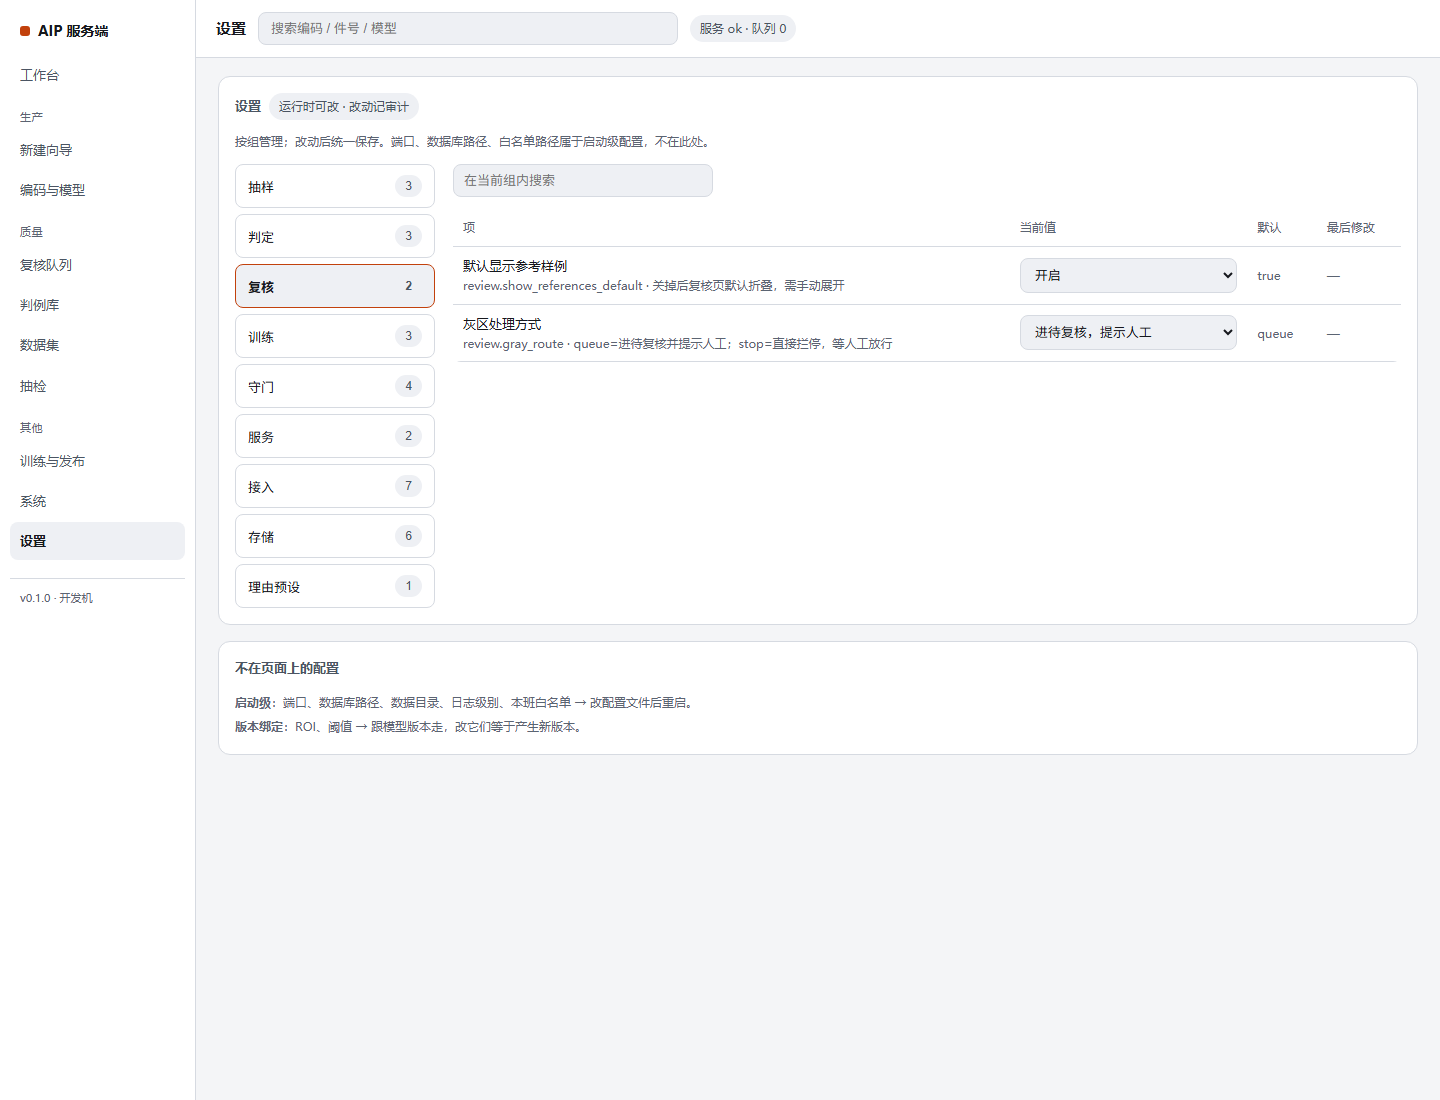 AIP 服务端
工作台
生产
新建向导
编码与模型
质量
复核队列
判例库
数据集
抽检
其他
训练与发布
系统
设置
v0.1.0 · 开发机
设置
搜索编码 / 件号 / 模型
服务 ok · 队列 0
设置
运行时可改 · 改动记审计
按组管理；改动后统一保存。端口、数据库路径、白名单路径属于启动级配置，不在此处。
抽样 3
判定 3
复核 2
训练 3
守门 4
服务 2
接入 7
存储 6
理由预设 1
在当前组内搜索
项 当前值 默认 最后修改
默认显示参考样例
review.show_references_default · 关掉后复核页默认折叠，需手动展开
开启 true —
灰区处理方式
review.gray_route · queue=进待复核并提示人工；stop=直接拦停，等人工放行
进待复核，提示人工 queue —
不在页面上的配置
启动级：端口、数据库路径、数据目录、日志级别、本班白名单 → 改配置文件后重启。
版本绑定：ROI、阈值 → 跟模型版本走，改它们等于产生新版本。